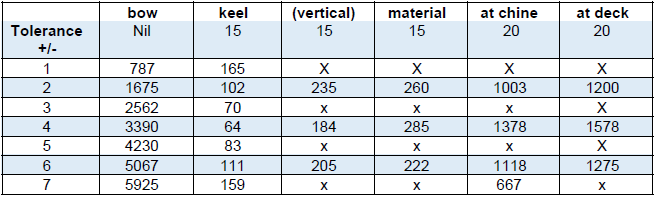 bow keel (vertical) material at chine at deck
Tolerance +/- Nil 15 15 15 20 20
1 787 165 X X X X
2 1675 102 235 260 1003 1200
3 2562 70 x x x X
4 3390 64 184 285 1378 1578
5 4230 83 x x x X
6 5067 111 205 222 1118 1275
7 5925 159 x x 667 x